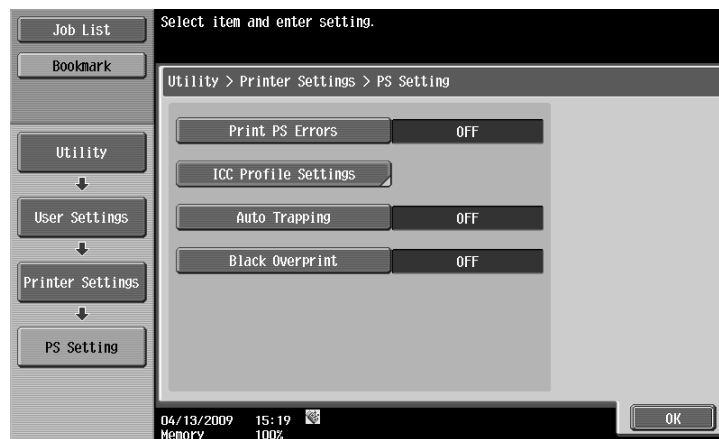 Job List
Bookmark
Utility
User Settings
Printer Settings
PS Setting
Select item and enter setting.
Utility > Printer Settings > PS Setting
Print PS Errors OFF
ICC Profile Settings
Auto Trapping OFF
Black Overprint OFF
04/13/2009 15:19
Memory 100%
OK